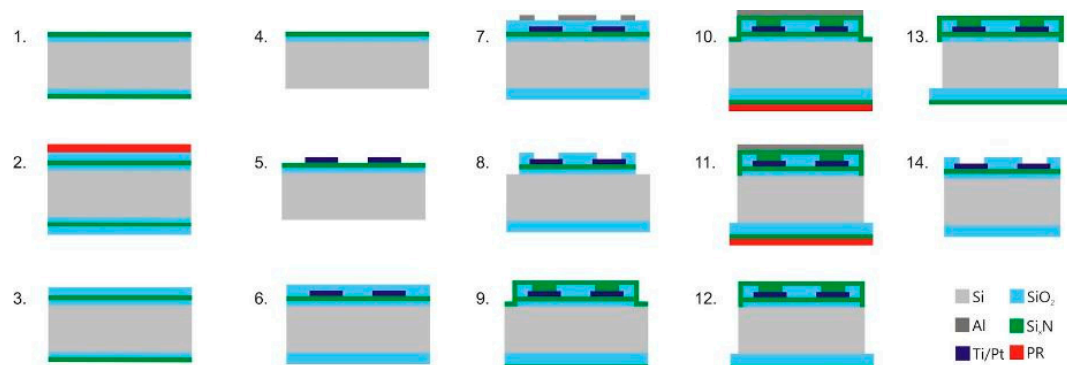 1. 4. 7. 10. 13.
2. 5. 8. 11. 14.
3. 6. 9. 12.
Si SiO₂
Al SiₓN
Ti/Pt PR